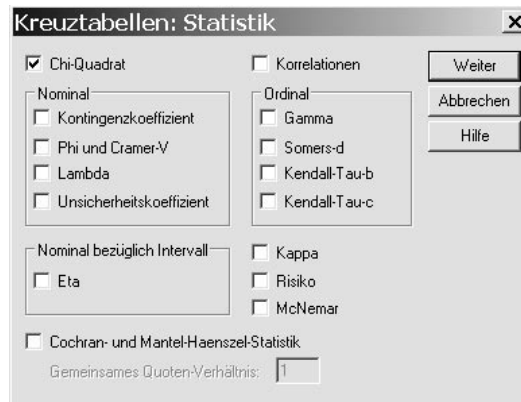 Kreuztabellen: Statistik
Chi-Quadrat
Korrelationen
Weiter
Abbrechen
Hilfe
Nominal
Kontingenzkoeffizient
Phi und Cramer-V
Lambda
Unsicherheitskoeffizient
Ordinal
Gamma
Somers-d
Kendall-Tau-b
Kendall-Tau-c
Nominal bezüglich Intervall
Eta
Kappa
Risiko
McNemar
Cochran- und Mantel-Haenszel-Statistik
Gemeinsames Quoten-Verhältnis: 1